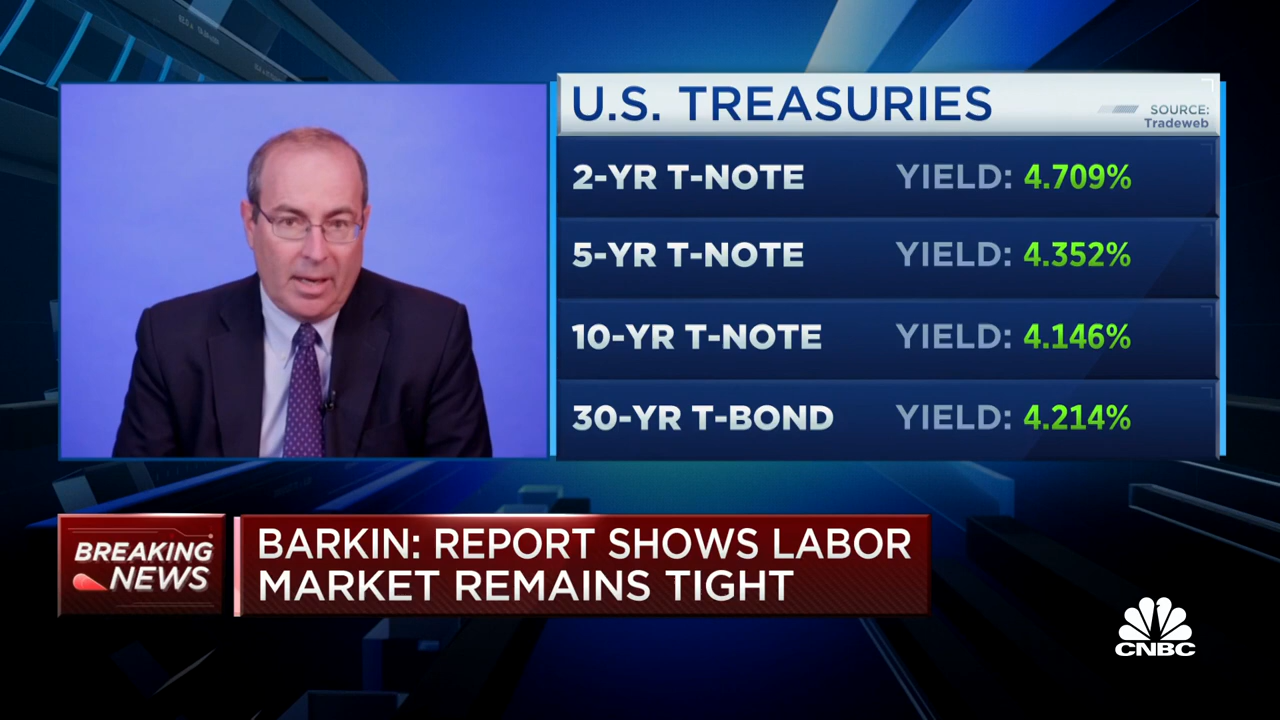 U.S. TREASURIES
SOURCE:
Tradeweb
2-YR T-NOTE YIELD: 4.709%
5-YR T-NOTE YIELD: 4.352%
10-YR T-NOTE YIELD: 4.146%
30-YR T-BOND YIELD: 4.214%
BREAKING
NEWS
BARKIN: REPORT SHOWS LABOR
MARKET REMAINS TIGHT
CNBC